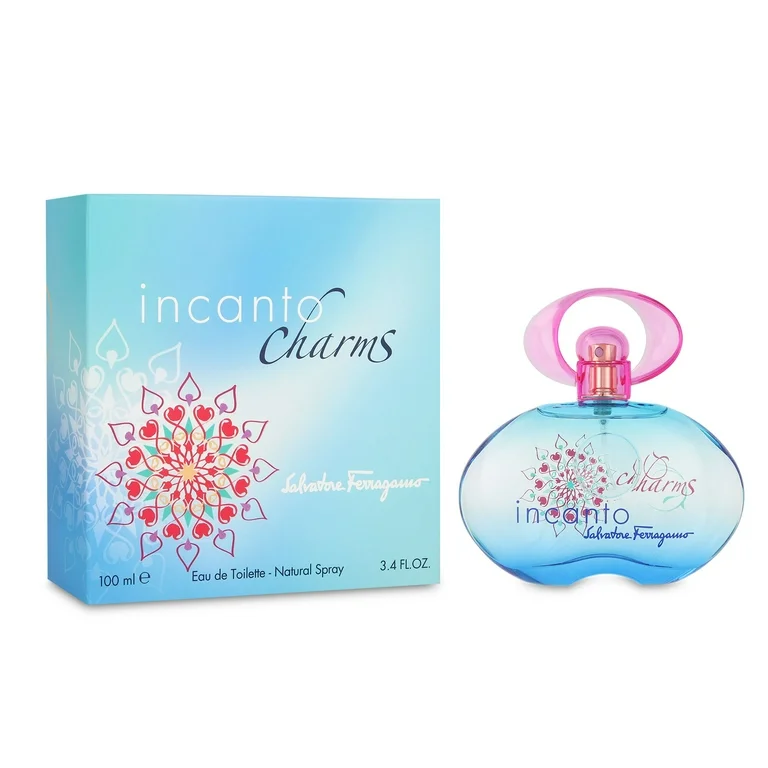 incanto
Charms
Salvatore Ferragamo
100 ml e
Eau de Toilette - Natural Spray
3.4 FL.OZ.
charms
incanto
Salvatore Ferragamo